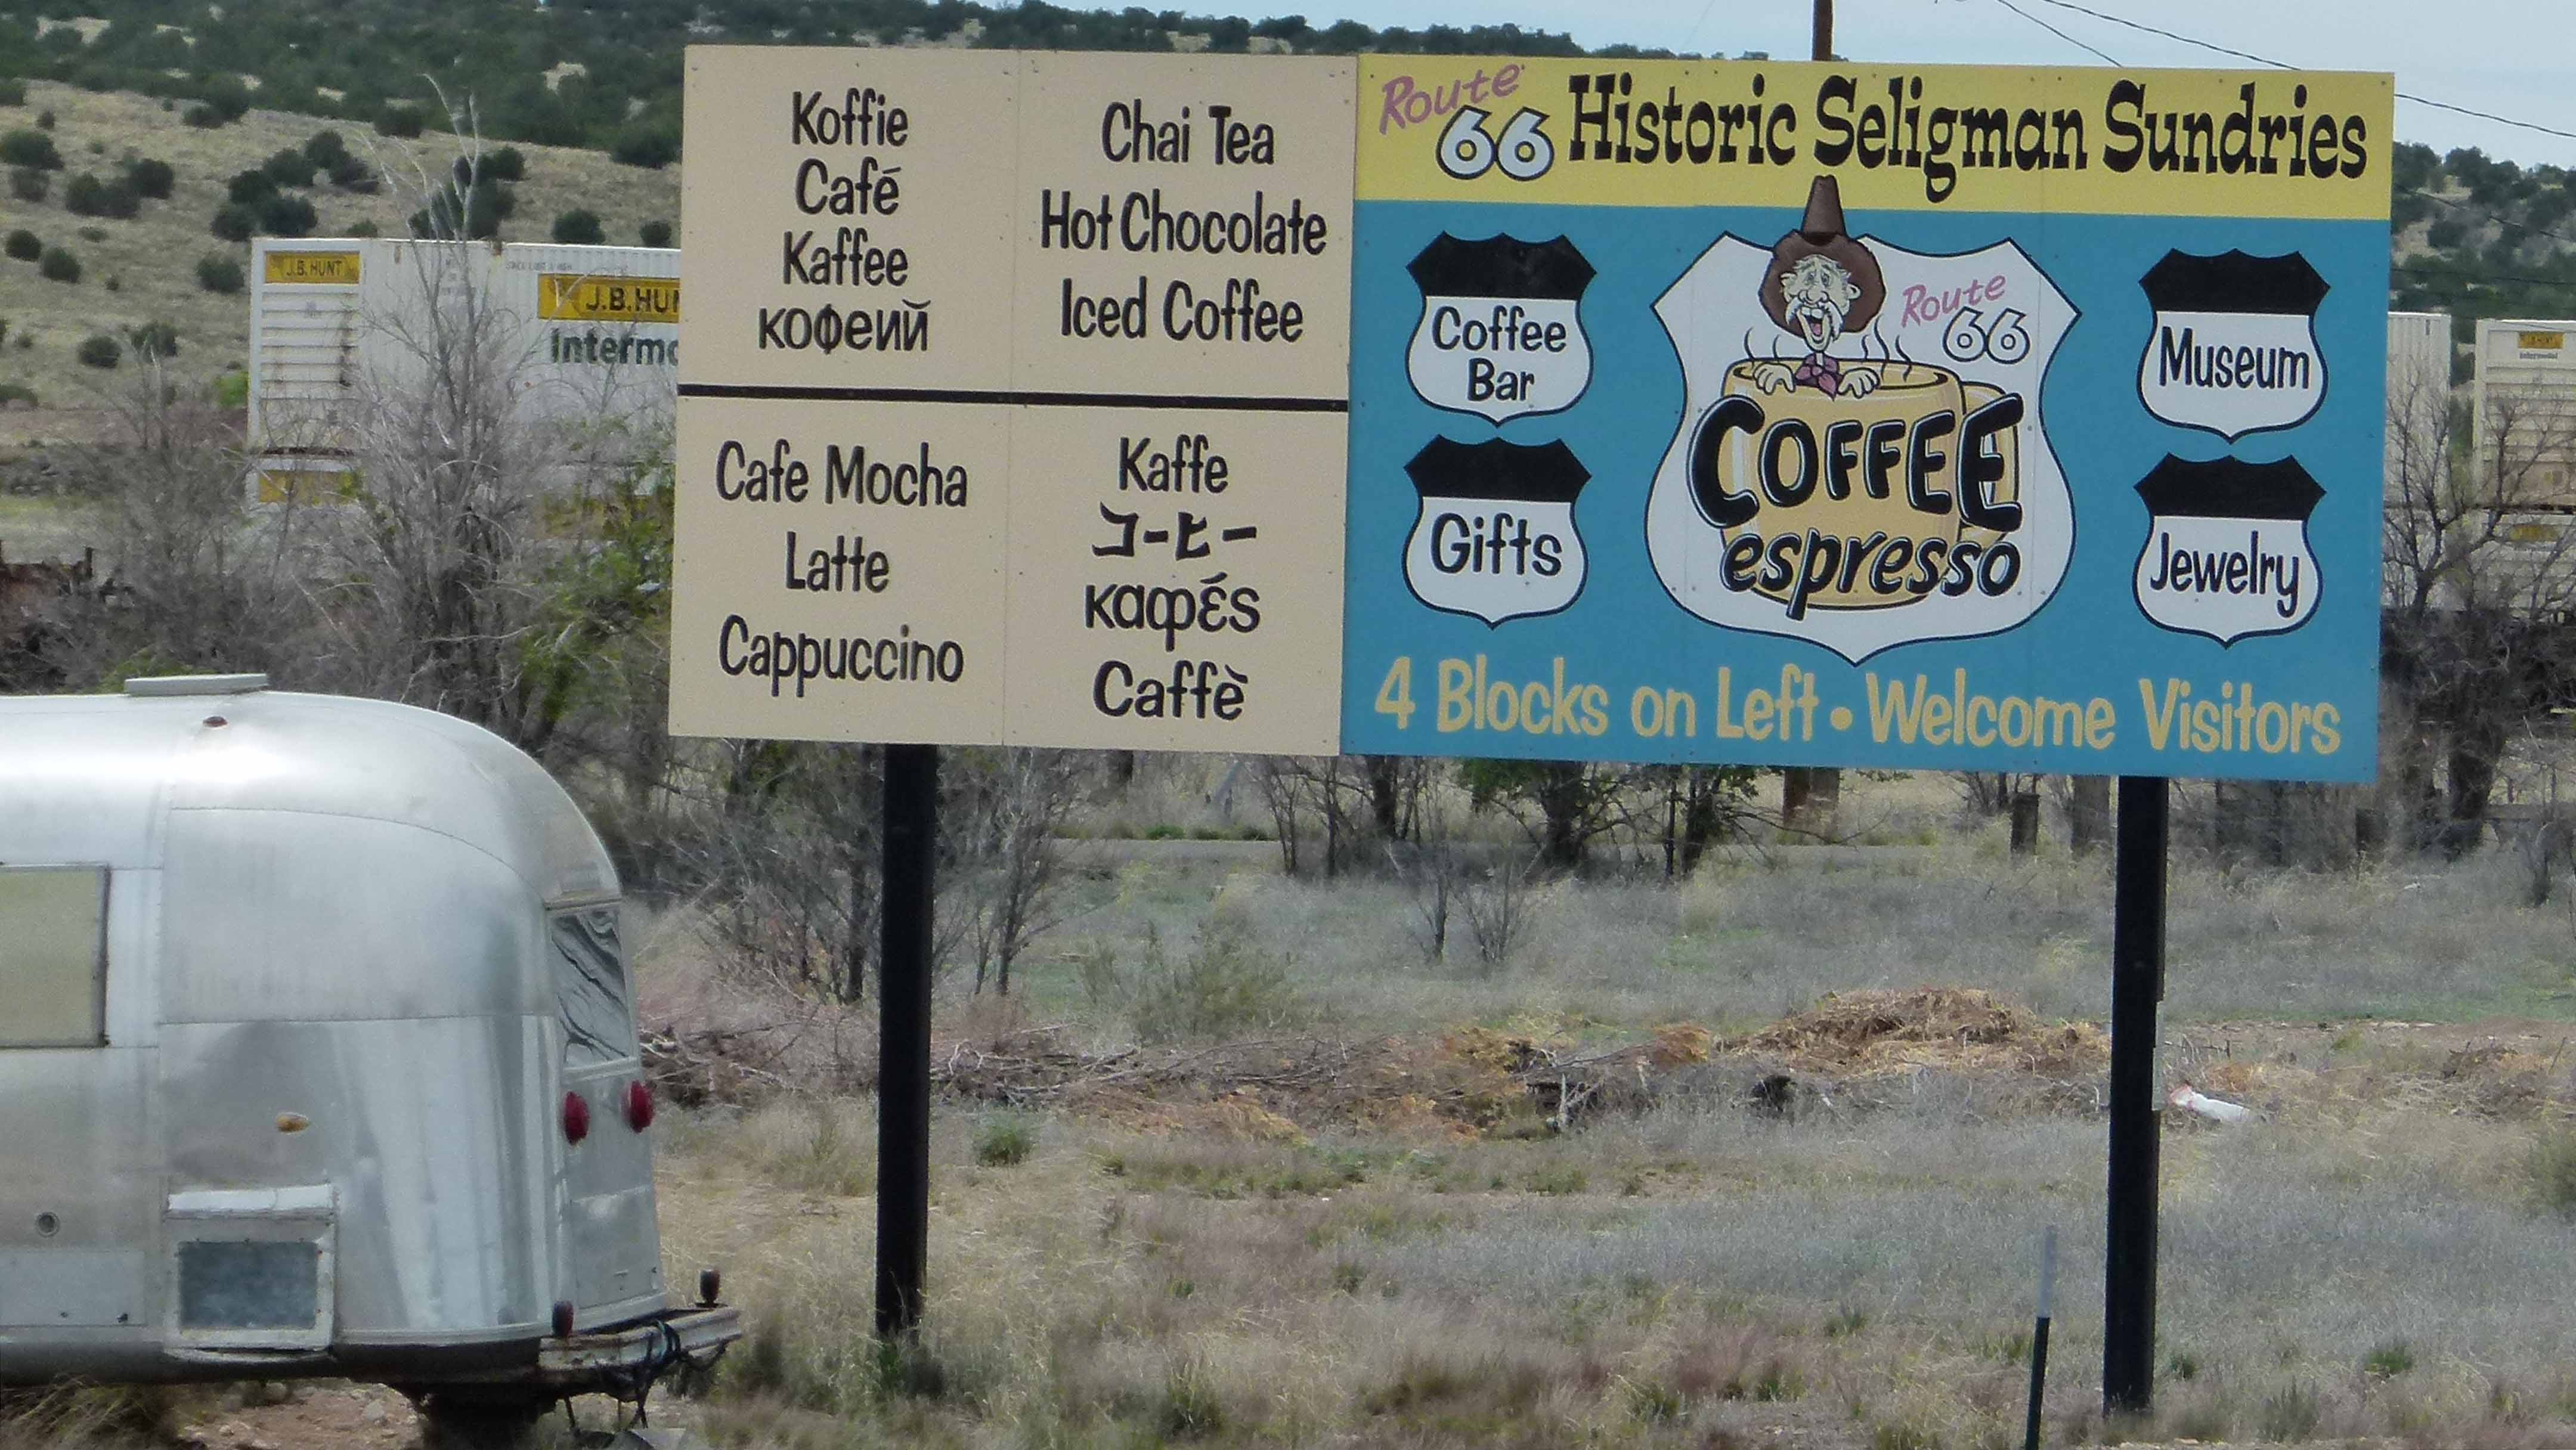 Koffie
Café
Kaffee
кофеий
Chai Tea
Hot Chocolate
Iced Coffee
Cafe Mocha
Latte
Cappuccino
Kaffe
コーヒー
καφές
Caffè
Route
66
Historic Seligman Sundries
Coffee
Bar
Gifts
Route
66
COFFEE
espresso
Museum
Jewelry
4 Blocks on Left • Welcome Visitors
J.B. HUNT
J.B.HUN
Intermo